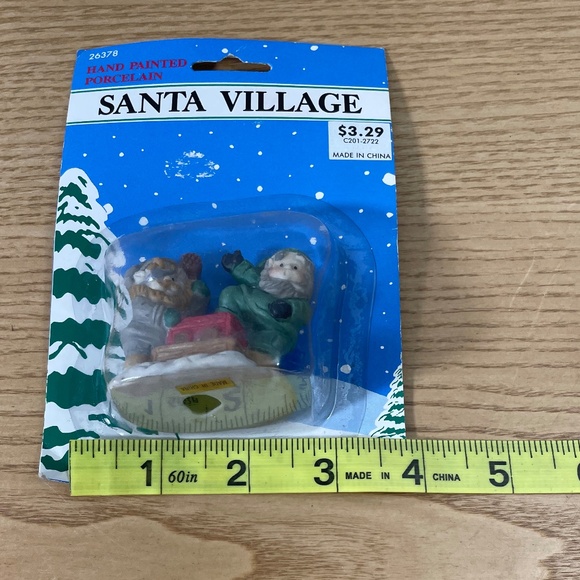 26378
HAND PAINTED
PORCELAIN
SANTA VILLAGE
$3.29
C201-2722
MADE IN CHINA
1 60in 2 3 MADE IN 4 CHINA 5 6